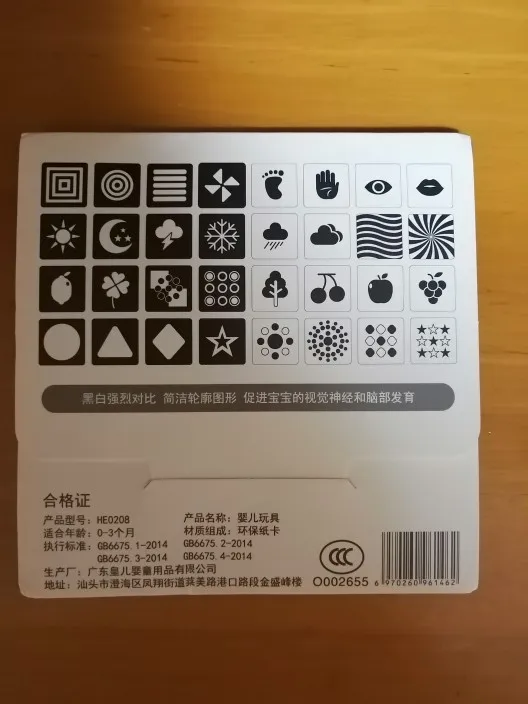 黑白强烈对比 简洁轮廓图形 促进宝宝的视觉神经和脑部发育
合格证
产品型号：HE0208 产品名称：婴儿玩具
适合年龄：0-3个月 材质组成：环保纸卡
执行标准：GB6675.1-2014 GB6675.2-2014
GB6675.3-2014 GB6675.4-2014
生产厂：广东皇儿婴童用品有限公司
地址：汕头市澄海区凤翔街道莱美路港口路段金盛峰楼
CCC
O002655
6 970260 961462